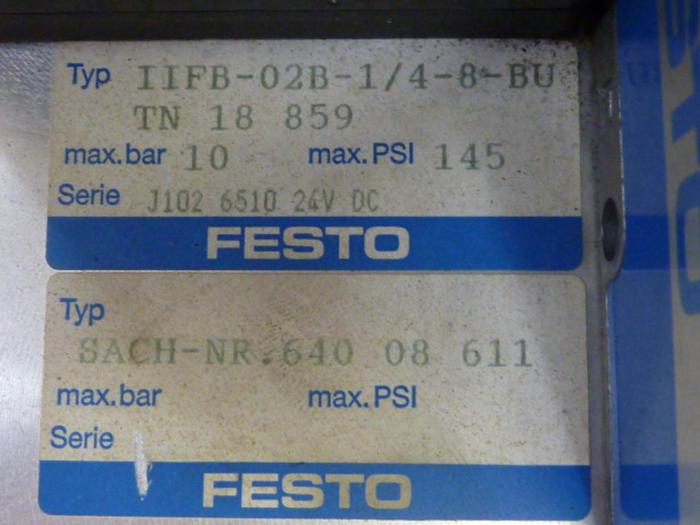 Typ IIFB-02B-1/4-8-BU
TN 18 859
max.bar 10 max.PSI 145
Serie J102 6510 24V DC
FESTO
Typ
SACH-NR.640 08 611
max.bar max.PSI
Serie
FESTO